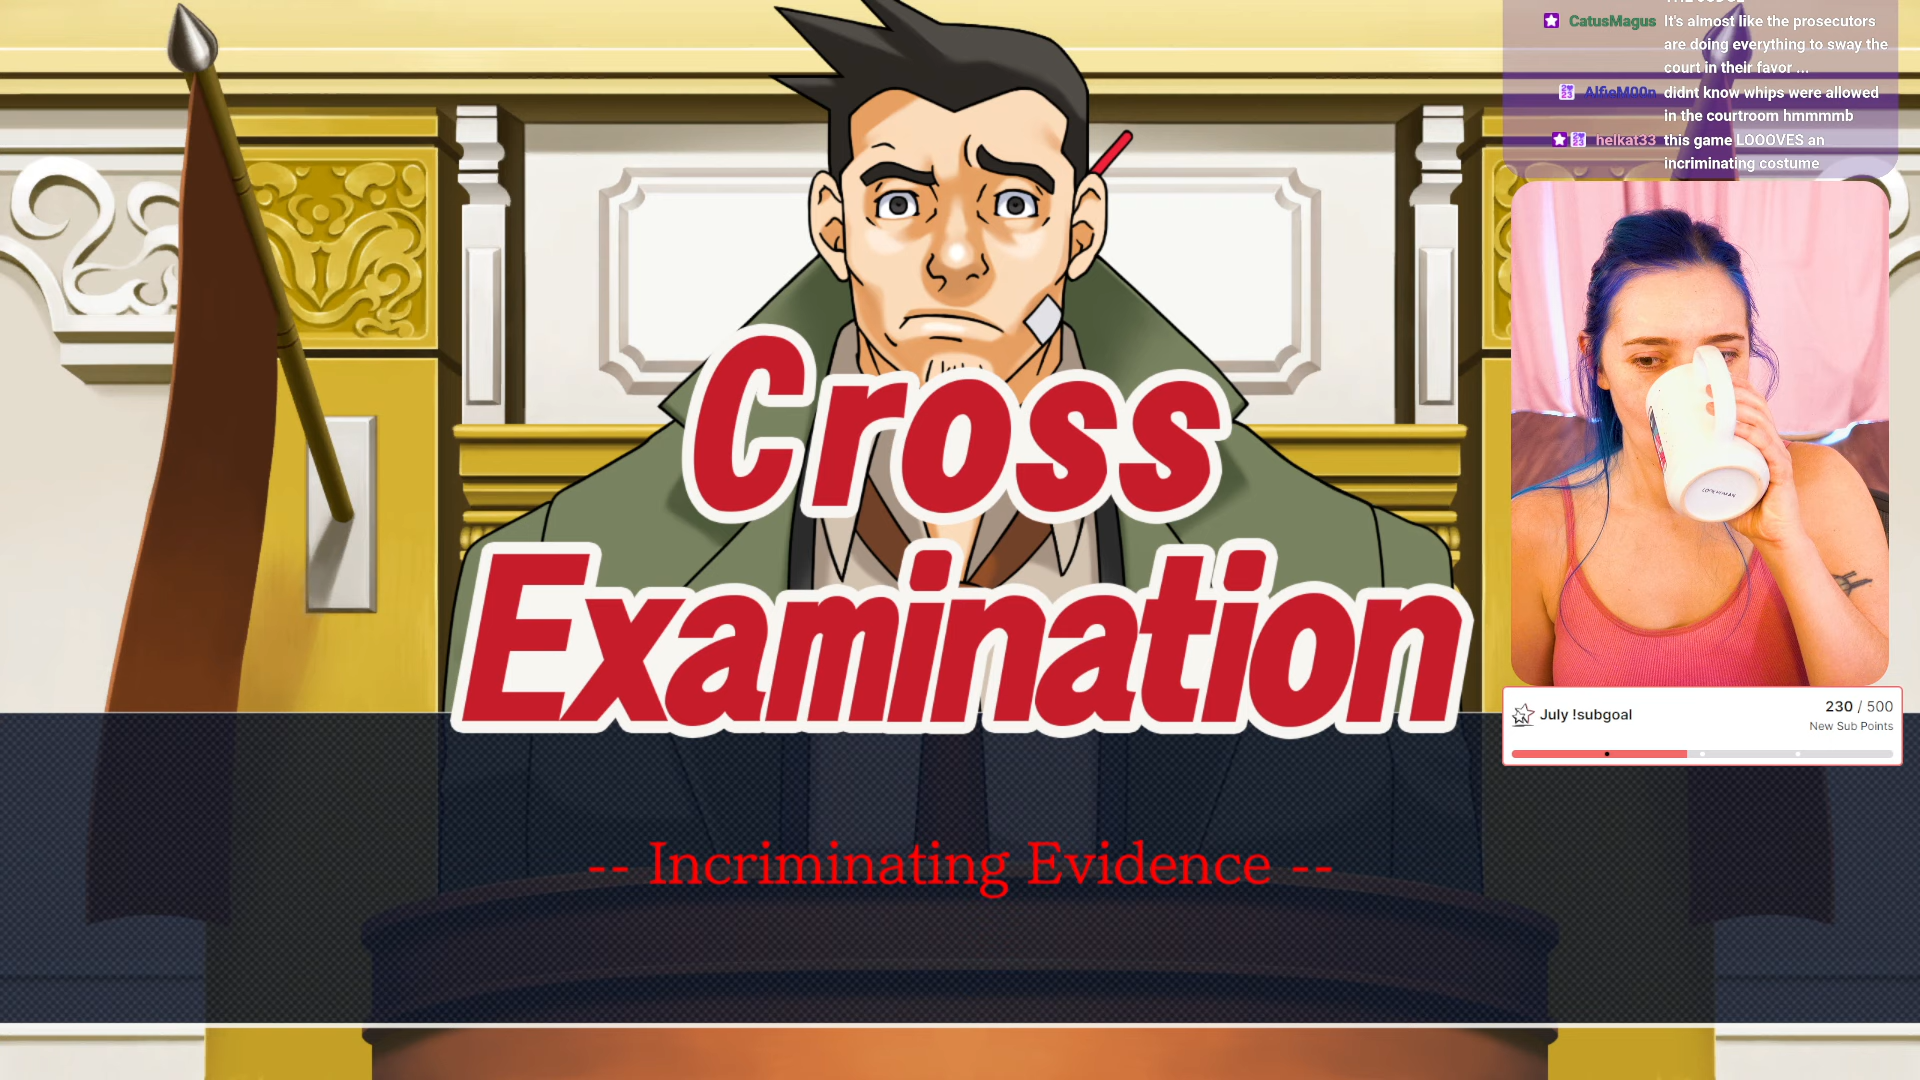 CatusMagus It's almost like the prosecutors
are doing everything to sway the
court in their favor ...
AlfieM00n didnt know whips were allowed
in the courtroom hmmmmb
helkat33 this game LOOOVES an
incriminating costume
Cross
Examination
July !subgoal
230 / 500
New Sub Points
-- Incriminating Evidence --